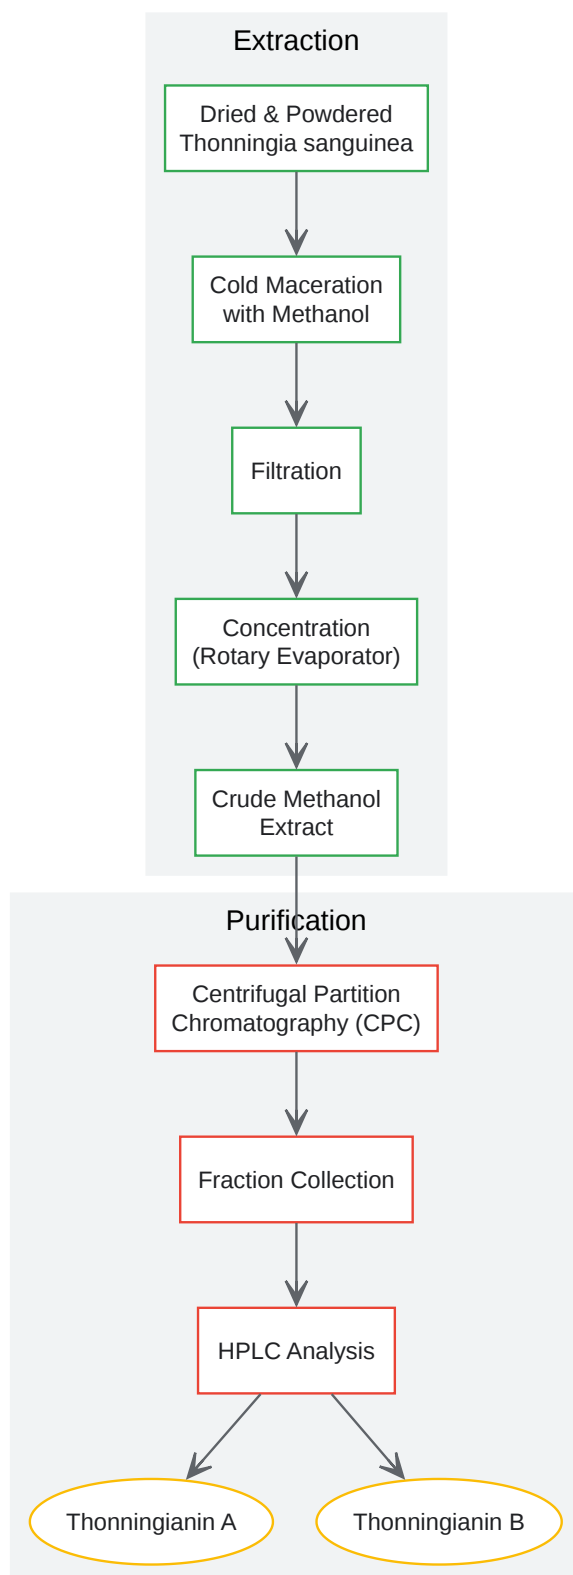 Extraction
Dried & Powdered
Thonningia sanguinea
Cold Maceration
with Methanol
Filtration
Concentration
(Rotary Evaporator)
Crude Methanol
Extract
Purification
Centrifugal Partition
Chromatography (CPC)
Fraction Collection
HPLC Analysis
Thonningianin A
Thonningianin B